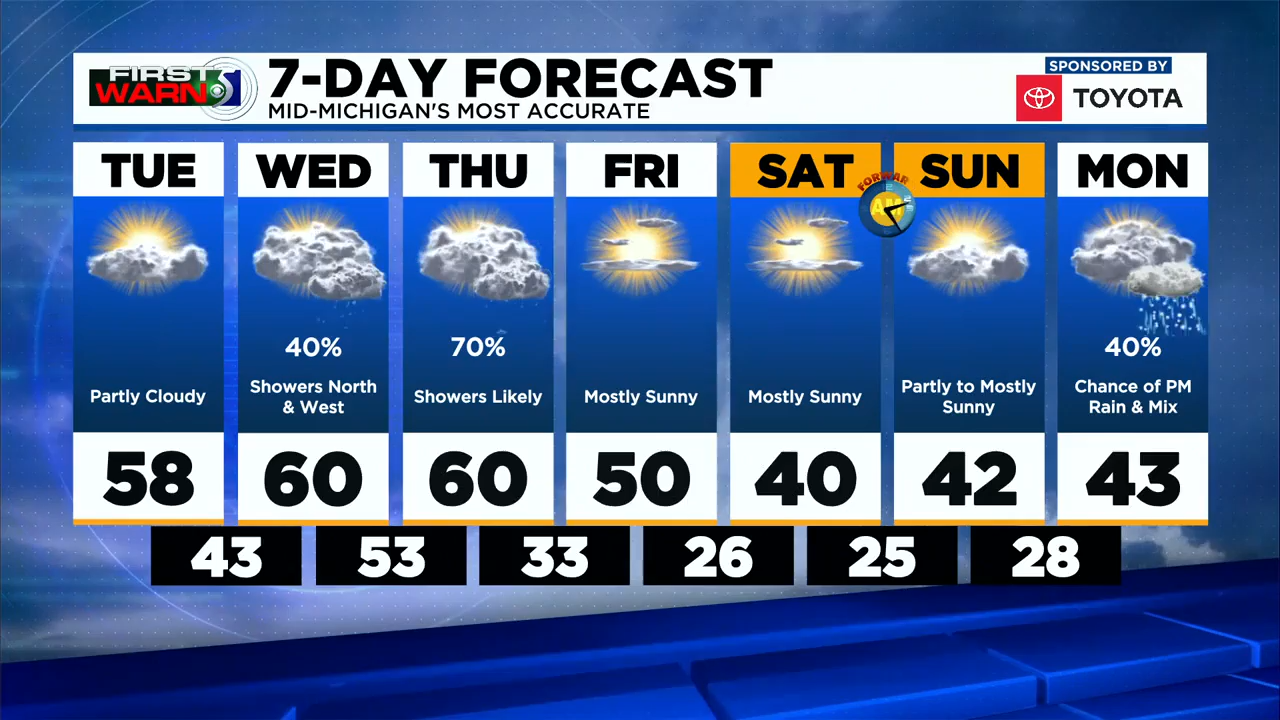 FIRST
WARN 5
7-DAY FORECAST
MID-MICHIGAN'S MOST ACCURATE
SPONSORED BY
TOYOTA
TUE
WED
THU
FRI
SAT
SUN
MON
FORWAR
AM
40%
70%
40%
Partly Cloudy
Showers North
& West
Showers Likely
Mostly Sunny
Mostly Sunny
Partly to Mostly
Sunny
Chance of PM
Rain & Mix
58
60
60
50
40
42
43
43
53
33
26
25
28